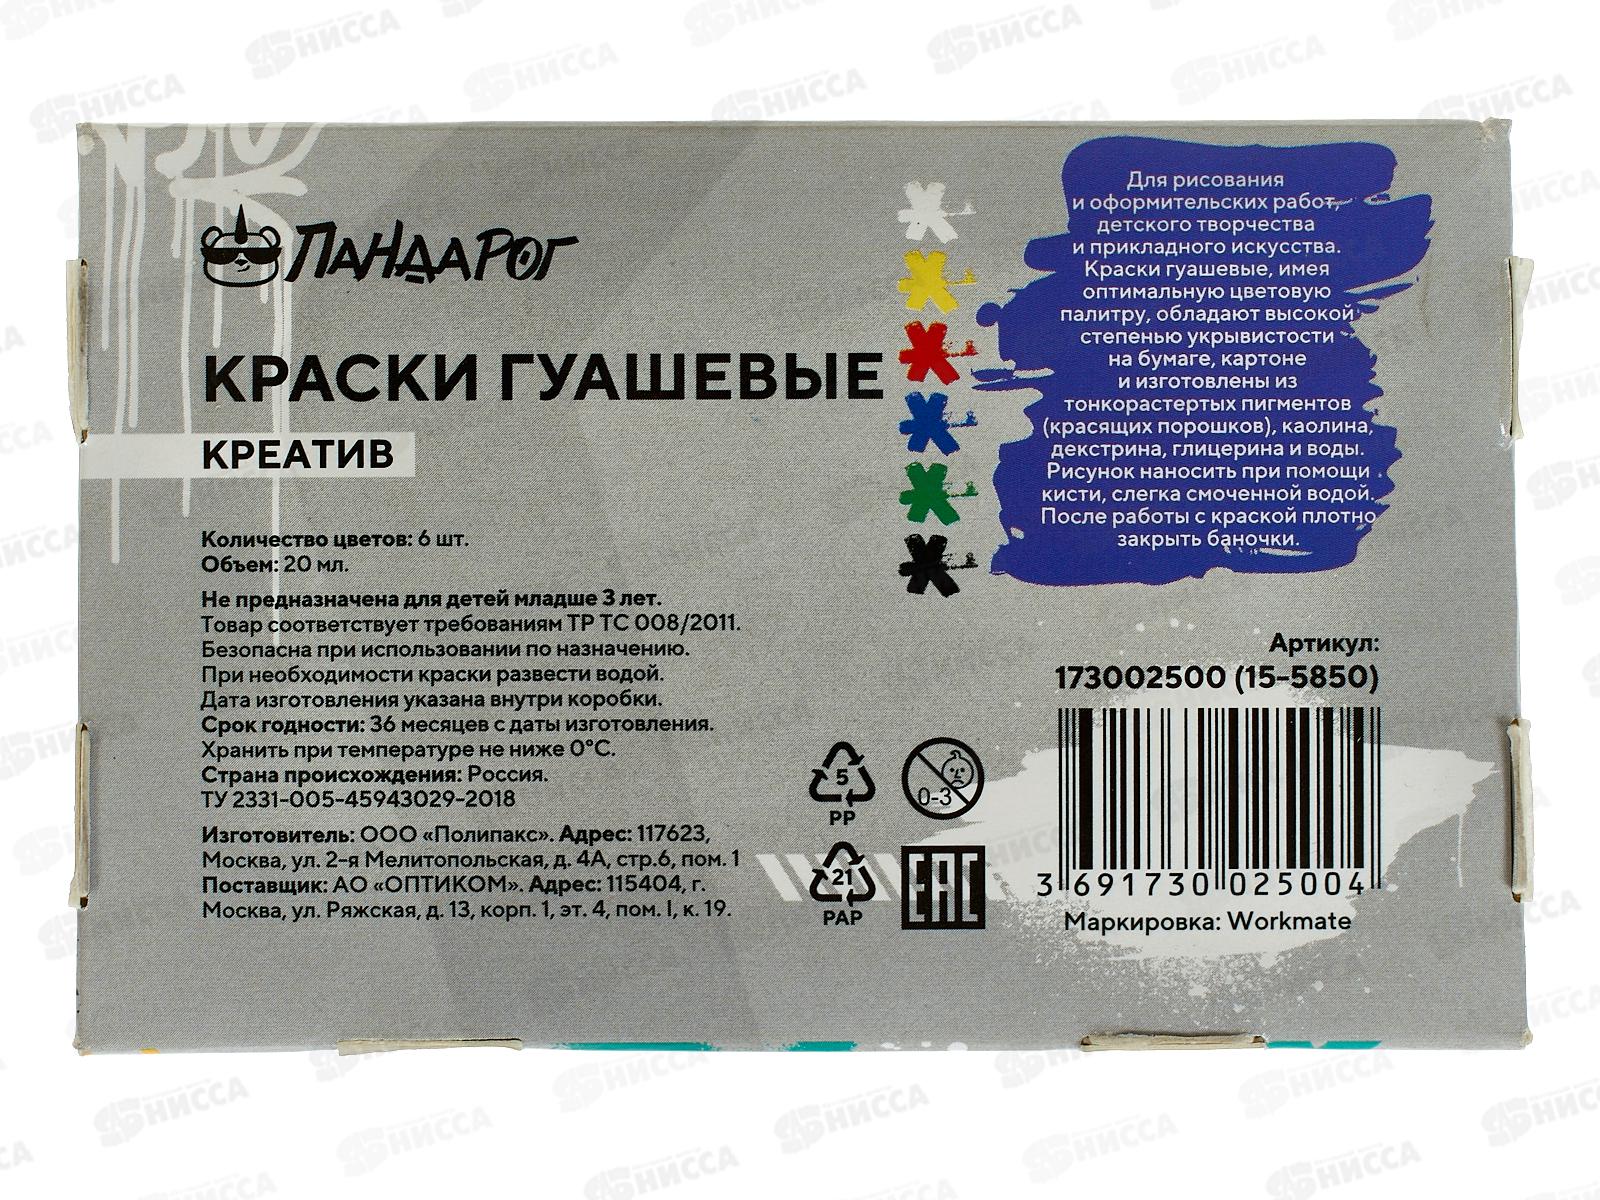 ПАНДАРОГ
КРАСКИ ГУАШЕВЫЕ
КРЕАТИВ
Количество цветов: 6 шт.
Объем: 20 мл.
Не предназначена для детей младше 3 лет.
Товар соответствует требованиям ТР ТС 008/2011.
Безопасна при использовании по назначению.
При необходимости краски развести водой.
Дата изготовления указана внутри коробки.
Срок годности: 36 месяцев с даты изготовления.
Хранить при температуре не ниже 0°С.
Страна происхождения: Россия.
ТУ 2331-005-45943029-2018
Изготовитель: ООО «Полипакс». Адрес: 117623,
Москва, ул. 2-я Мелитопольская, д. 4А, стр.6, пом. 1
Поставщик: АО «ОПТИКОМ». Адрес: 115404, г.
Москва, ул. Ряжская, д. 13, корп. 1, эт. 4, пом. I, к. 19.
5
PP
0-3
21
PAP
EAC
Для рисования
и оформительских работ,
детского творчества
и прикладного искусства.
Краски гуашевые, имея
оптимальную цветовую
палитру, обладают высокой
степенью укрывистости
на бумаге, картоне
и изготовлены из
тонкорастертых пигментов
(красящих порошков), каолина,
декстрина, глицерина и воды.
Рисунок наносить при помощи
кисти, слегка смоченной водой.
После работы с краской плотно
закрыть баночки.
Артикул:
173002500 (15-5850)
3 691730 025004
Маркировка: Workmate